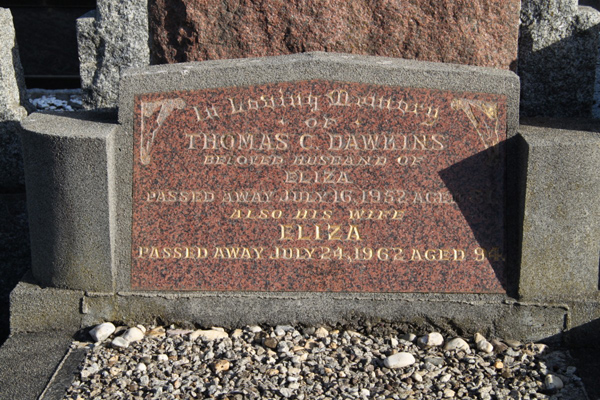 In Loving Memory
OF
THOMAS C. DAWKINS
BELOVED HUSBAND OF
ELIZA
PASSED AWAY JULY 16, 1952 AGED
ALSO HIS WIFE
ELIZA
PASSED AWAY JULY 24, 1962 AGED 94.